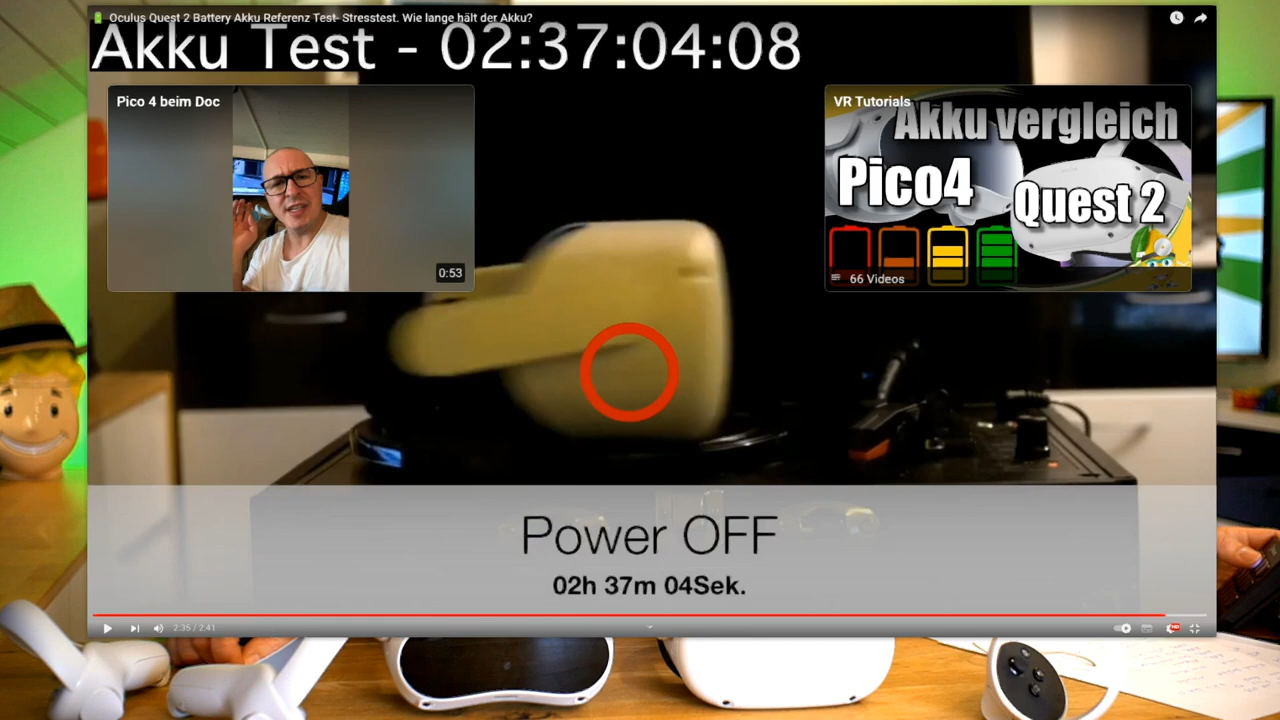 Oculus Quest 2 Battery Akku Referenz Test- Stresstest. Wie lange hält der Akku?
Akku Test - 02:37:04:08
Pico 4 beim Doc
0:53
VR Tutorials
Akku vergleich
Pico4
Quest 2
66 Videos
Power OFF
02h 37m 04Sek.
2:35 / 2:41
HD